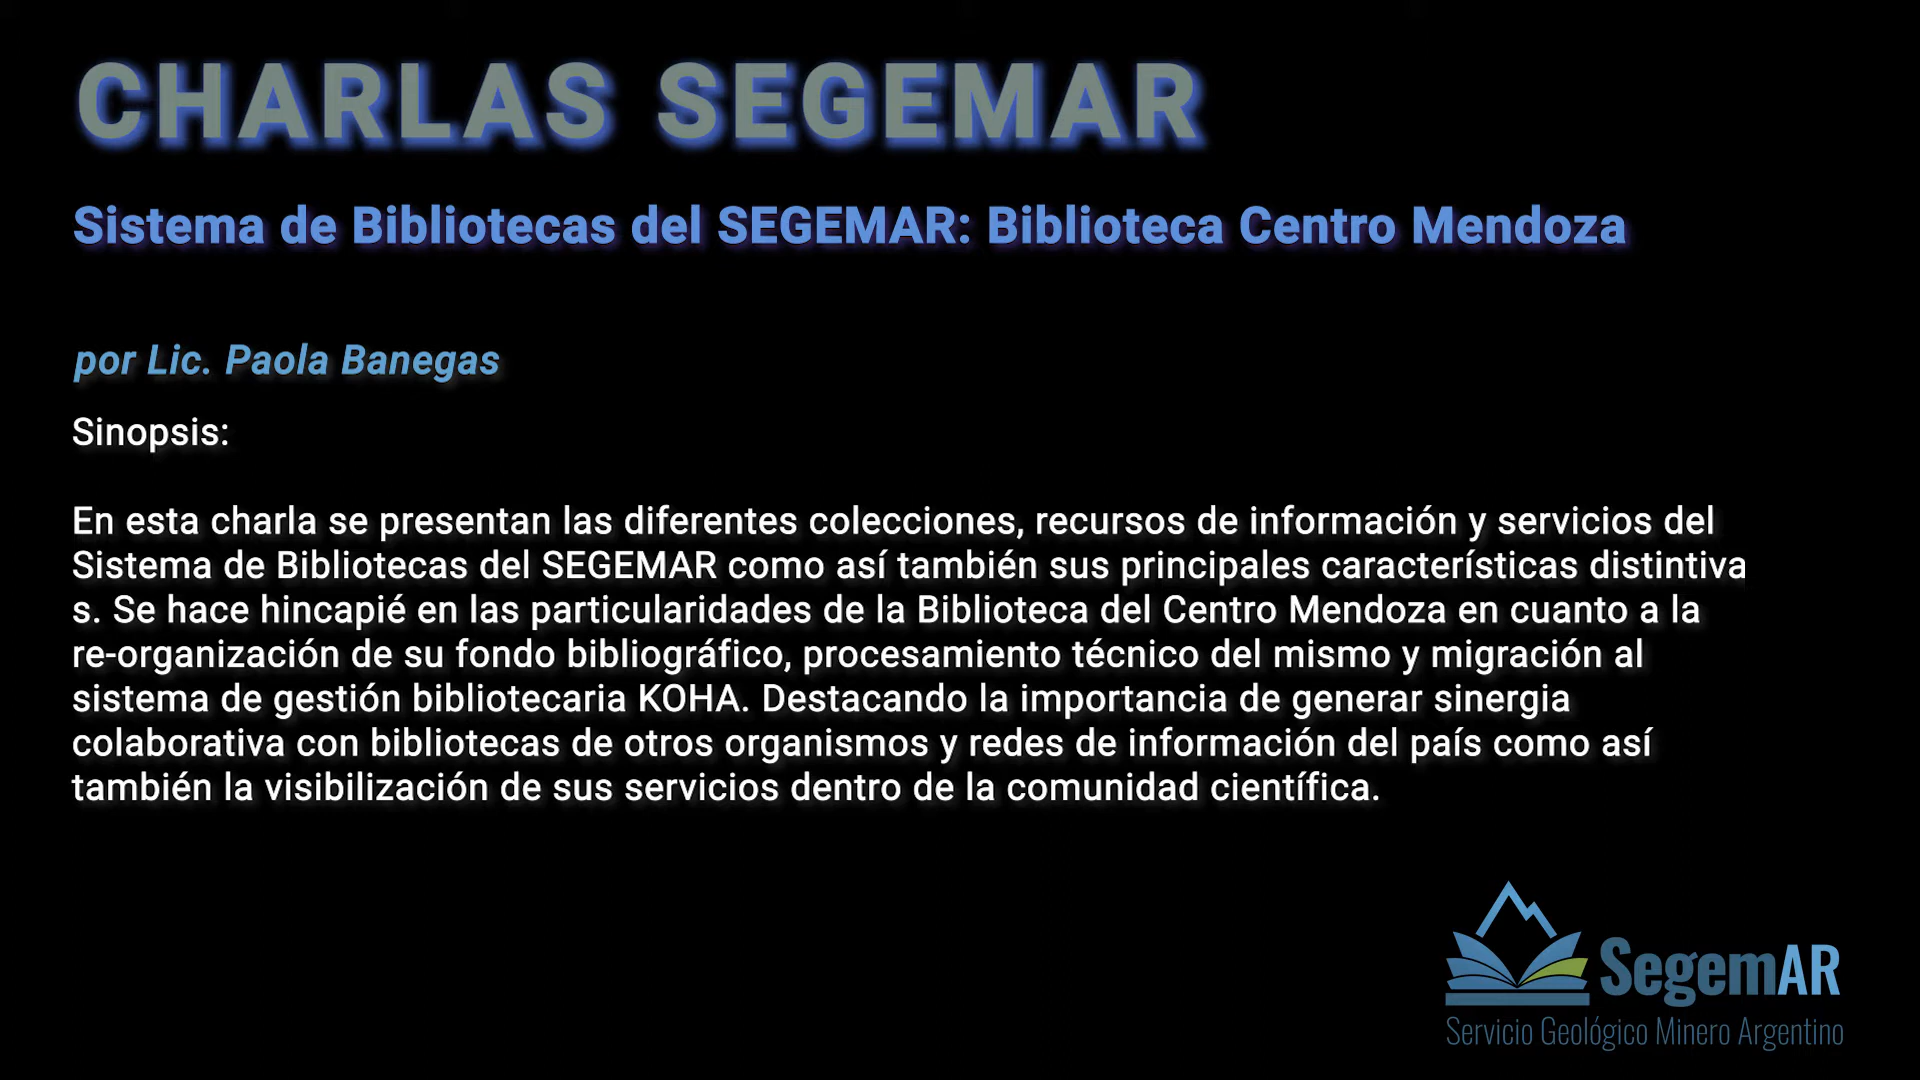 CHARLAS SEGEMAR
Sistema de Bibliotecas del SEGEMAR: Biblioteca Centro Mendoza
por Lic. Paola Banegas
Sinopsis:
En esta charla se presentan las diferentes colecciones, recursos de información y servicios del
Sistema de Bibliotecas del SEGEMAR como así también sus principales características distintiva
s. Se hace hincapié en las particularidades de la Biblioteca del Centro Mendoza en cuanto a la
re-organización de su fondo bibliográfico, procesamiento técnico del mismo y migración al
sistema de gestión bibliotecaria KOHA. Destacando la importancia de generar sinergia
colaborativa con bibliotecas de otros organismos y redes de información del país como así
también la visibilización de sus servicios dentro de la comunidad científica.
SegemAR
Servicio Geológico Minero Argentino